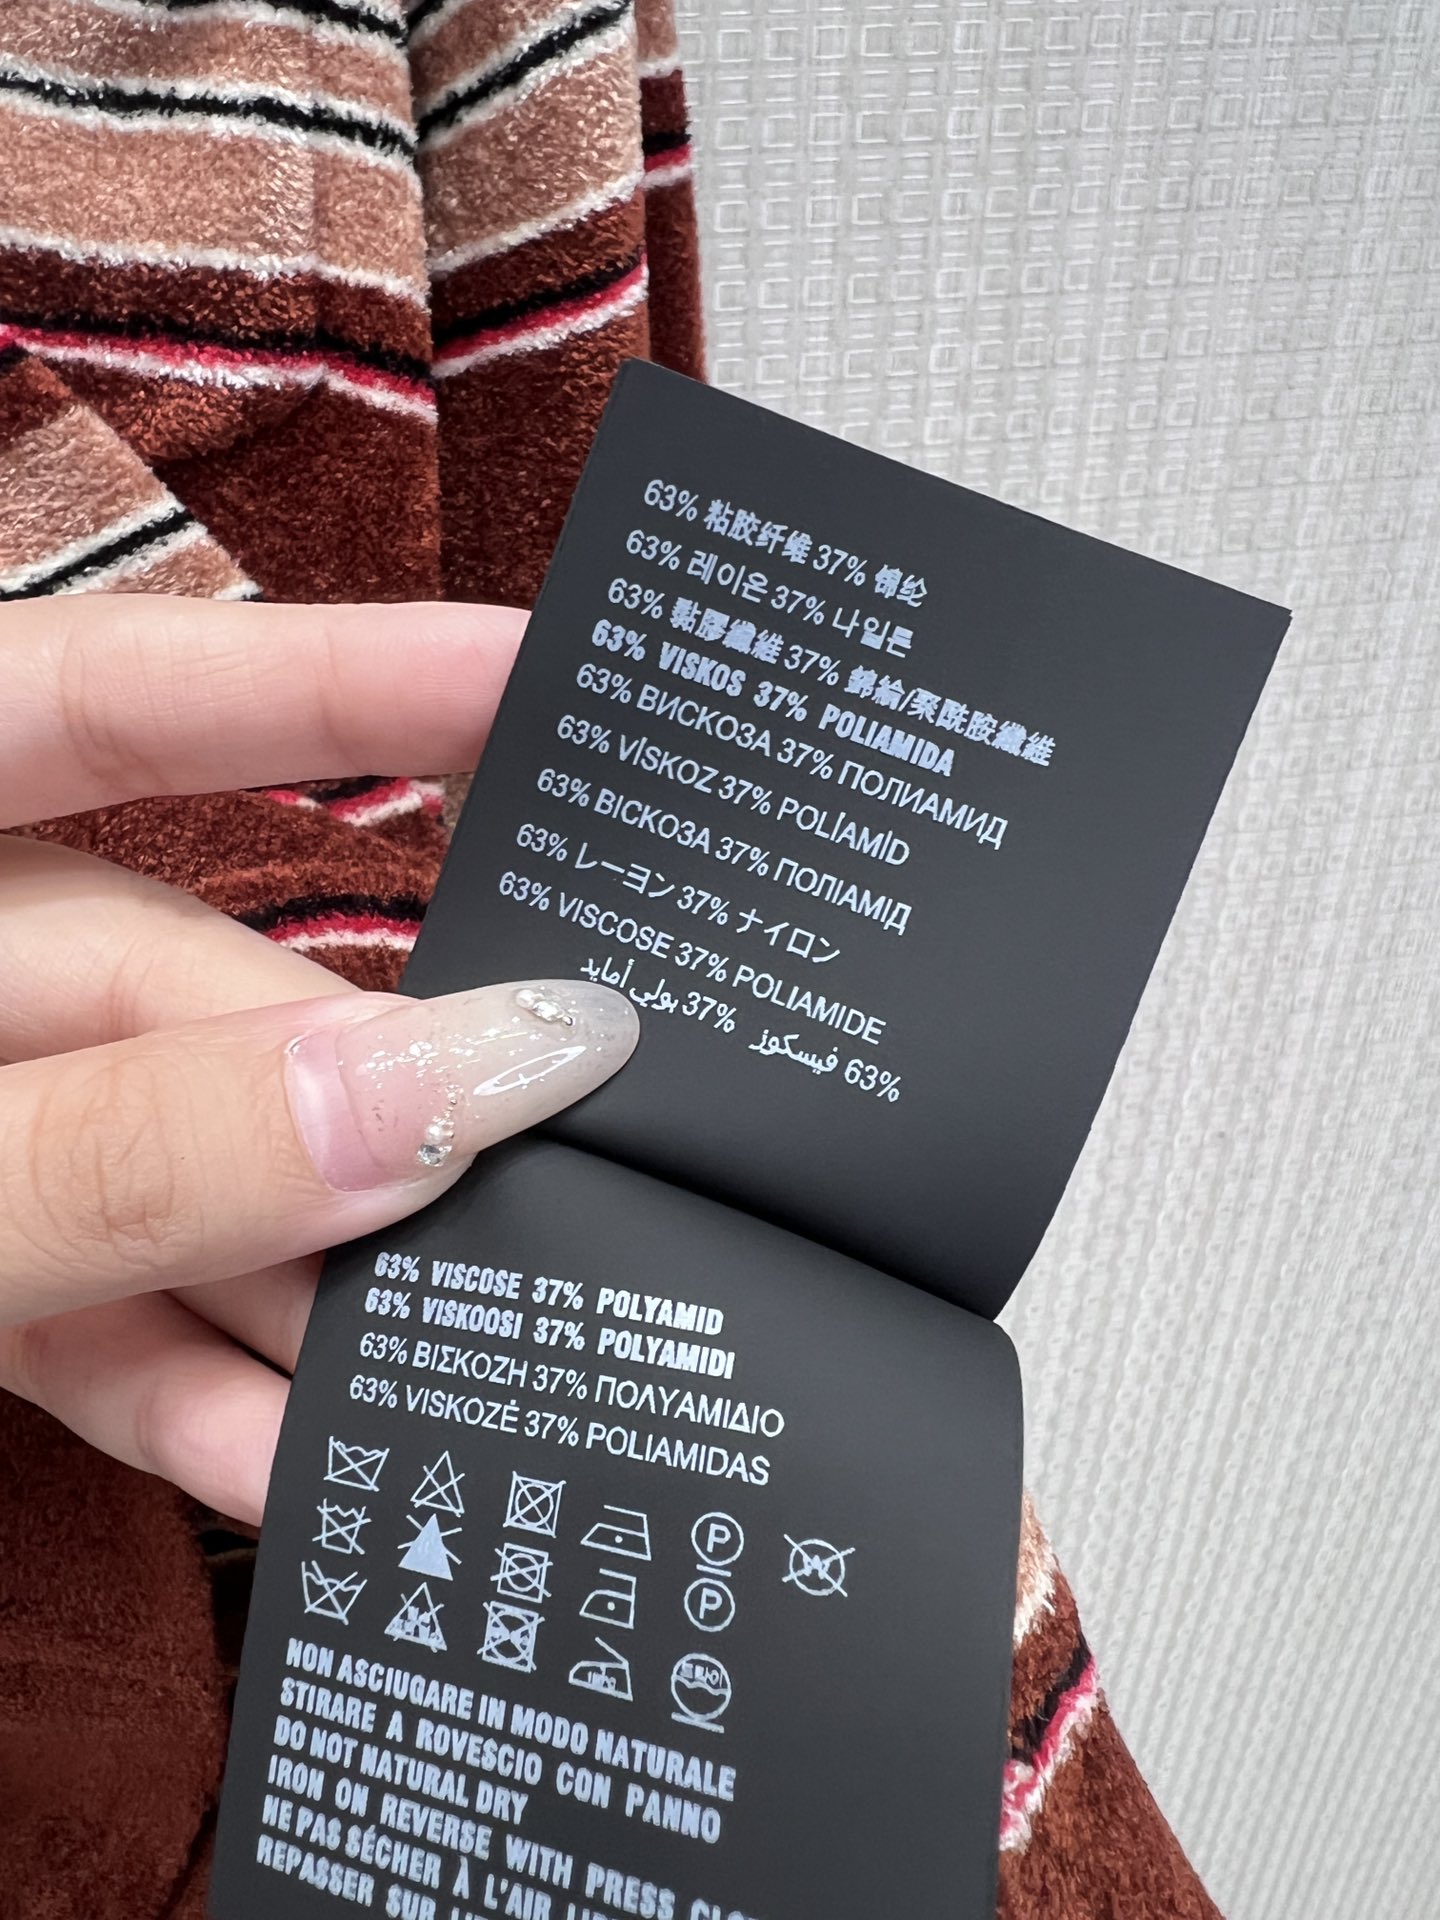 63% 粘胶纤维 37% 锦纶
63% 레이온 37% 나일론
63% 黏膠纖維 37% 錦綸/聚酰胺纖維
63% VISKOS 37% POLIAMIDA
63% ВИСКОЗА 37% ПОЛИАМИД
63% VİSKOZ 37% POLİAMİD
63% ВІСКОЗА 37% ПОЛІАМІД
63% レーヨン 37% ナイロン
63% VISCOSE 37% POLIAMIDE
63% فيسكوز 37% بولي أمايد
63% VISCOSE 37% POLYAMID
63% VISKOOSI 37% POLYAMIDI
63% ΒΙΣΚΟΖΗ 37% ΠΟΛΥΑΜΙΔΙΟ
63% VISKOZĖ 37% POLIAMIDAS
P
W
P
NON ASCIUGARE IN MODO NATURALE
STIRARE A ROVESCIO CON PANNO
DO NOT NATURAL DRY
IRON ON REVERSE WITH PRESS
NE PAS SÉCHER À L'AIR
REPASSER SUR